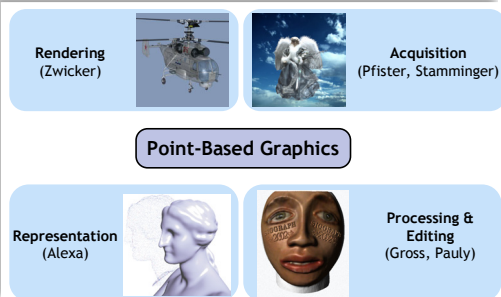 Rendering
(Zwicker)
Acquisition
(Pfister, Stamminger)
Point-Based Graphics
Representation
(Alexa)
Processing &
Editing
(Gross, Pauly)